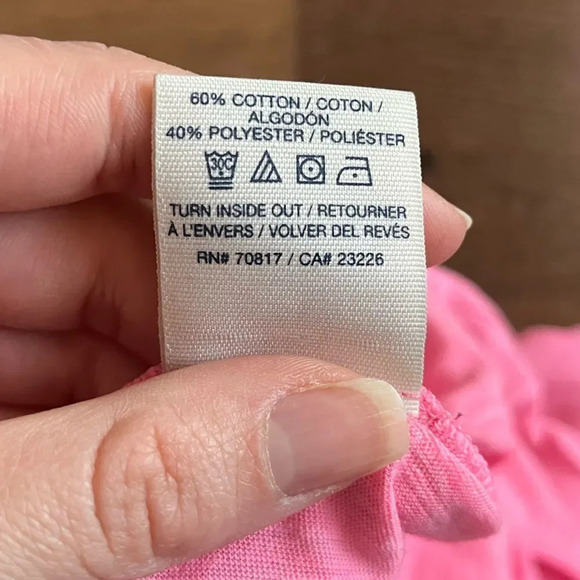 60% COTTON / COTON /
ALGODÓN
40% POLYESTER / POLIÉSTER
30C
TURN INSIDE OUT / RETOURNER
À L'ENVERS / VOLVER DEL REVÉS
RN# 70817 / CA# 23226